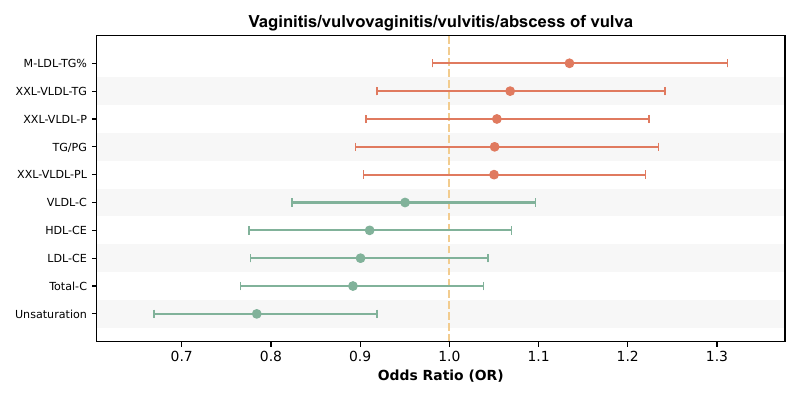 Vaginitis/vulvovaginitis/vulvitis/abscess of vulva
M-LDL-TG%
XXL-VLDL-TG
XXL-VLDL-P
TG/PG
XXL-VLDL-PL
VLDL-C
HDL-CE
LDL-CE
Total-C
Unsaturation
0.7 0.8 0.9 1.0 1.1 1.2 1.3
Odds Ratio (OR)